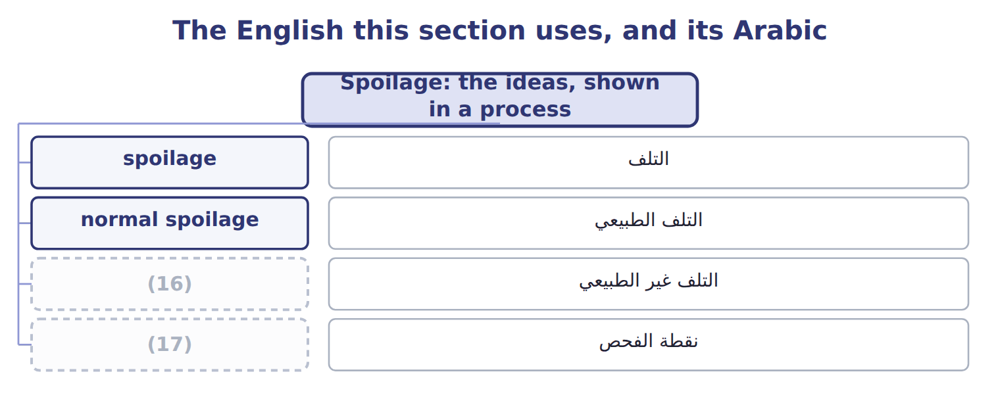 The English this section uses, and its Arabic
Spoilage: the ideas, shown
in a process
spoilage
التلف
normal spoilage
التلف الطبيعي
(16)
التلف غير الطبيعي
(17)
نقطة الفحص